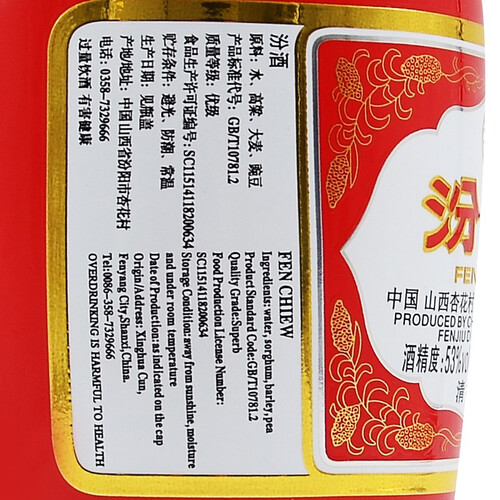 汾酒
原料：水、高粱、大麦、豌豆
产品标准代号：GB/T10781.2
质量等级：优级
食品生产许可证编号：SC11514118200634
贮存条件：避光、防潮、常温
生产日期：见瓶盖
产地/地址：中国山西省汾阳市杏花村
电话：0358-7329666
过量饮酒 有害健康
FEN CHIEW
Ingredients: water, sorghum, barley, pea
Product Standard Code:GB/T10781.2
Quality Grade:Superb
Food Production License Number:
SC11514118200634
Storage Condition: away from sunshine, moisture
and under room temperature
Date of Production: as indicated on the cap
Origin/Address: Xinghua Cun,
Fenyang City,Shanxi,China.
Tel:0086-358-7329666
OVERDRINKING IS HARMFUL TO HEALTH
汾
FEN
中国 山西杏花村
PRODUCED BY
FENJIU
酒精度:53%vol
清